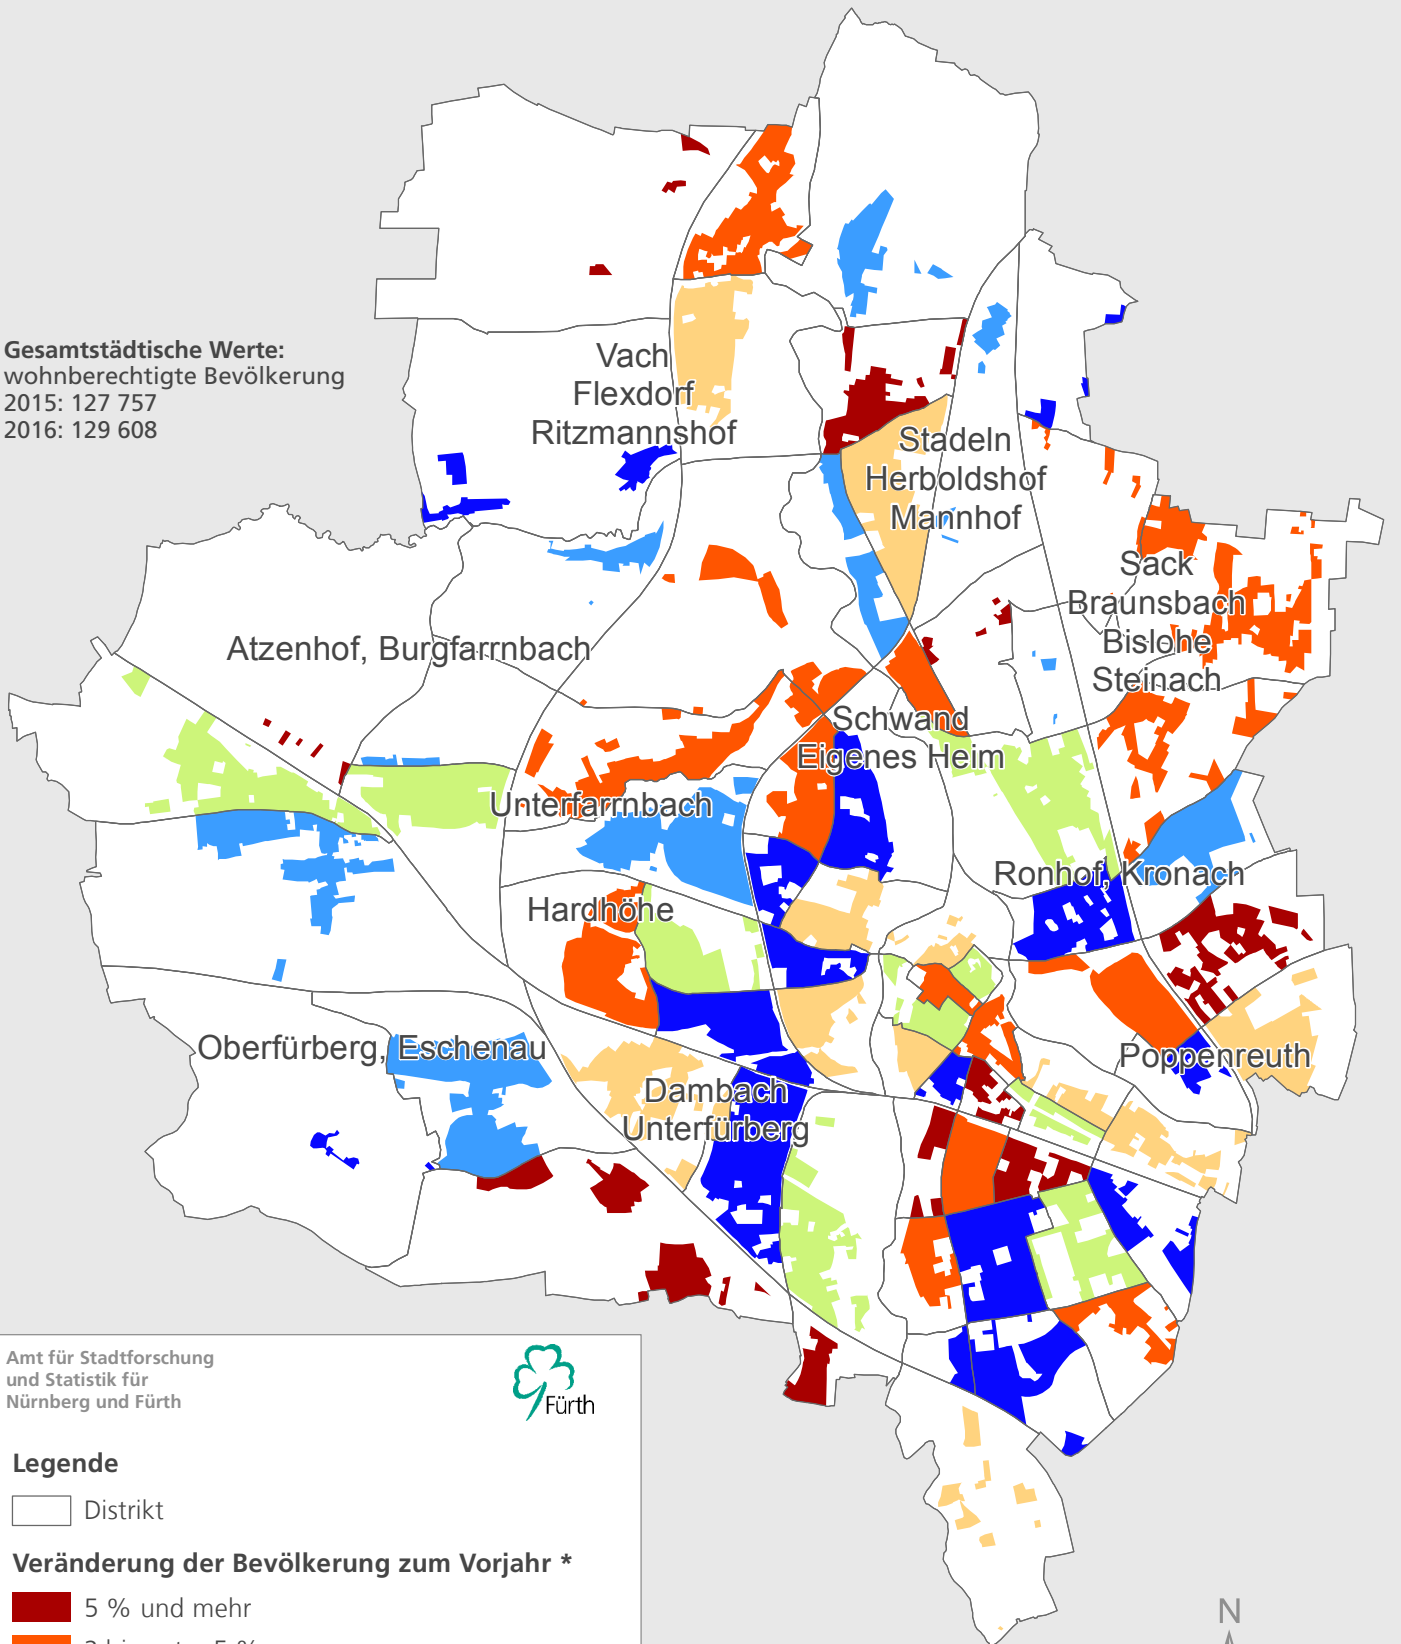 Gesamtstädtische Werte:
wohnberechtigte Bevölkerung
2015: 127 757
2016: 129 608
Vach
Flexdorf
Ritzmannshof
Stadeln
Herboldshof
Mannhof
Sack
Braunsbach
Bislohe
Steinach
Atzenhof, Burgfarrnbach
Schwand
Eigenes Heim
Unterfarrnbach
Ronhof, Kronach
Hardhöhe
Oberfürberg, Eschenau
Poppenreuth
Dambach
Unterfürberg
Amt für Stadtforschung
und Statistik für
Nürnberg und Fürth
Fürth
Legende
Distrikt
Veränderung der Bevölkerung zum Vorjahr *
5 % und mehr
N